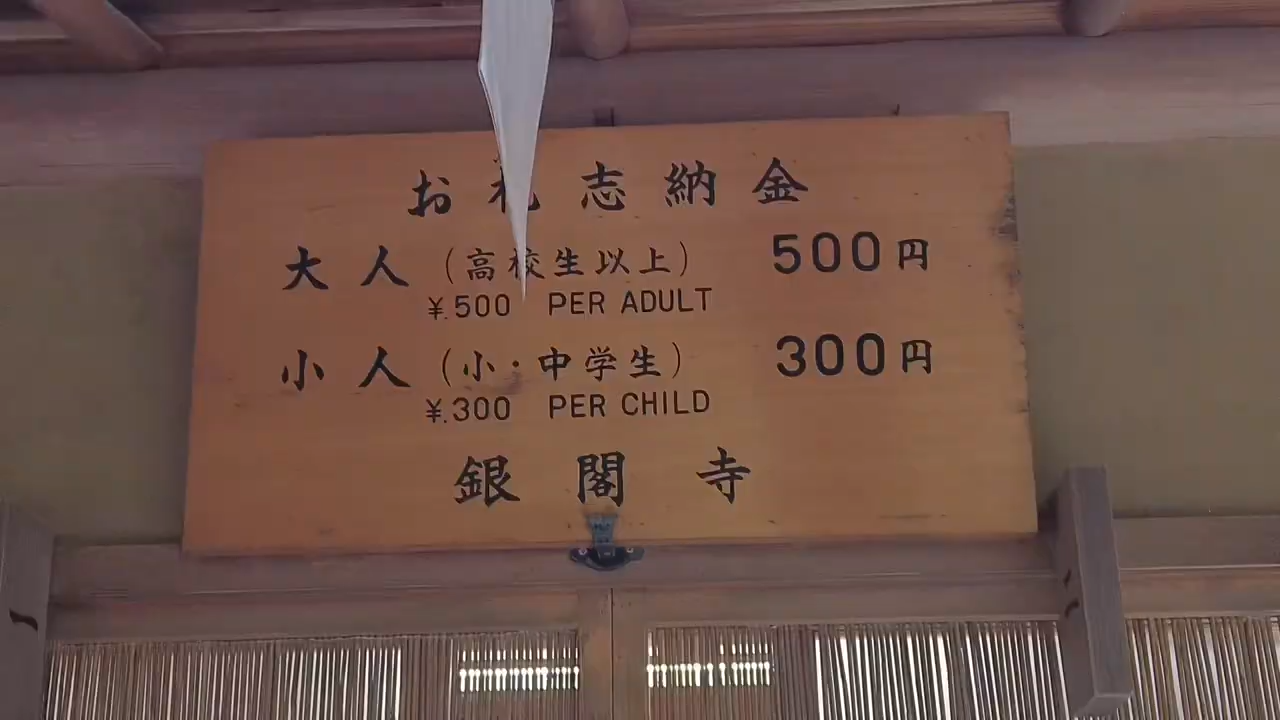 お札志納金
大人(高校生以上) 500円
¥.500 PER ADULT
小人(小・中学生) 300円
¥.300 PER CHILD
銀閣寺